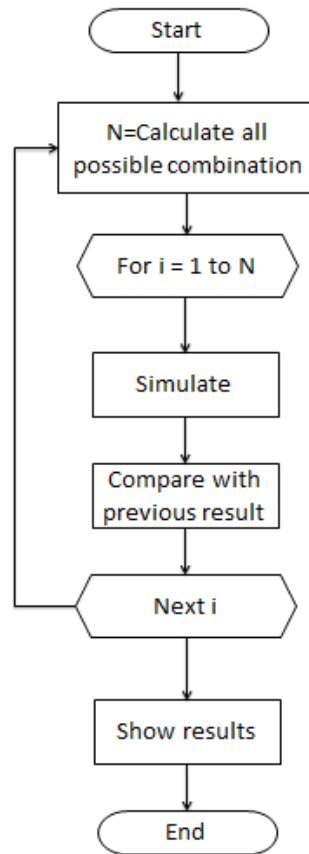 Start
N=Calculate all
possible combination
For i = 1 to N
Simulate
Compare with
previous result
Next i
Show results
End